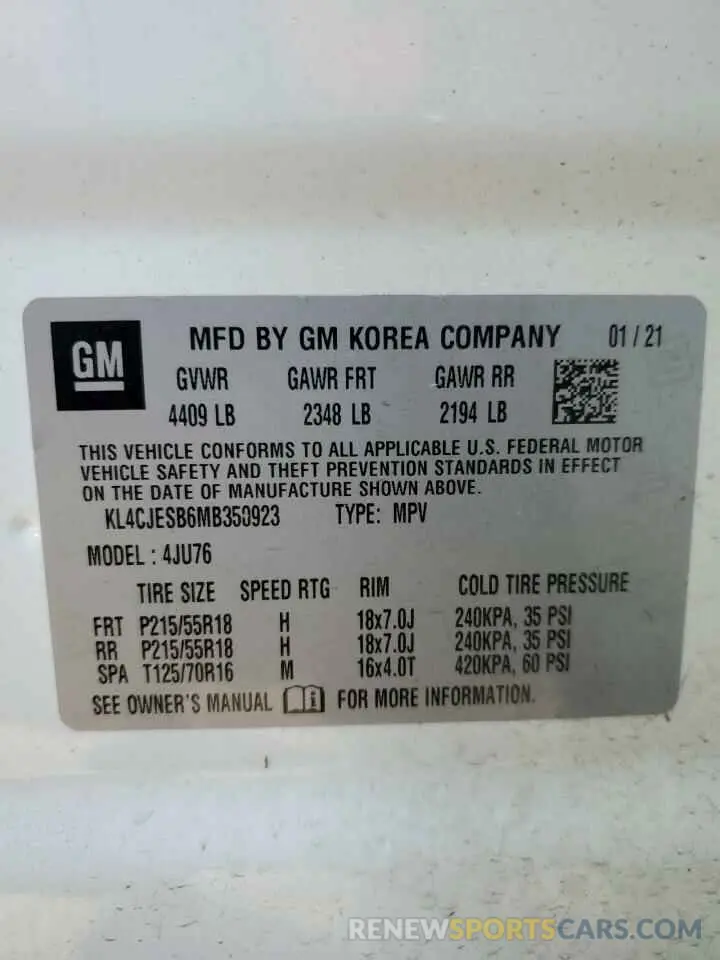 GM
MFD BY GM KOREA COMPANY 01 / 21
GVWR GAWR FRT GAWR RR
4409 LB 2348 LB 2194 LB
THIS VEHICLE CONFORMS TO ALL APPLICABLE U.S. FEDERAL MOTOR
VEHICLE SAFETY AND THEFT PREVENTION STANDARDS IN EFFECT
ON THE DATE OF MANUFACTURE SHOWN ABOVE.
KL4CJESB6MB350923 TYPE: MPV
MODEL : 4JU76
TIRE SIZE SPEED RTG RIM COLD TIRE PRESSURE
FRT P215/55R18 H 18x7.0J 240KPA, 35 PSI
RR P215/55R18 H 18x7.0J 240KPA, 35 PSI
SPA T125/70R16 M 16x4.0T 420KPA, 60 PSI
SEE OWNER'S MANUAL i FOR MORE INFORMATION.
RENEWSPORTSCARS.COM